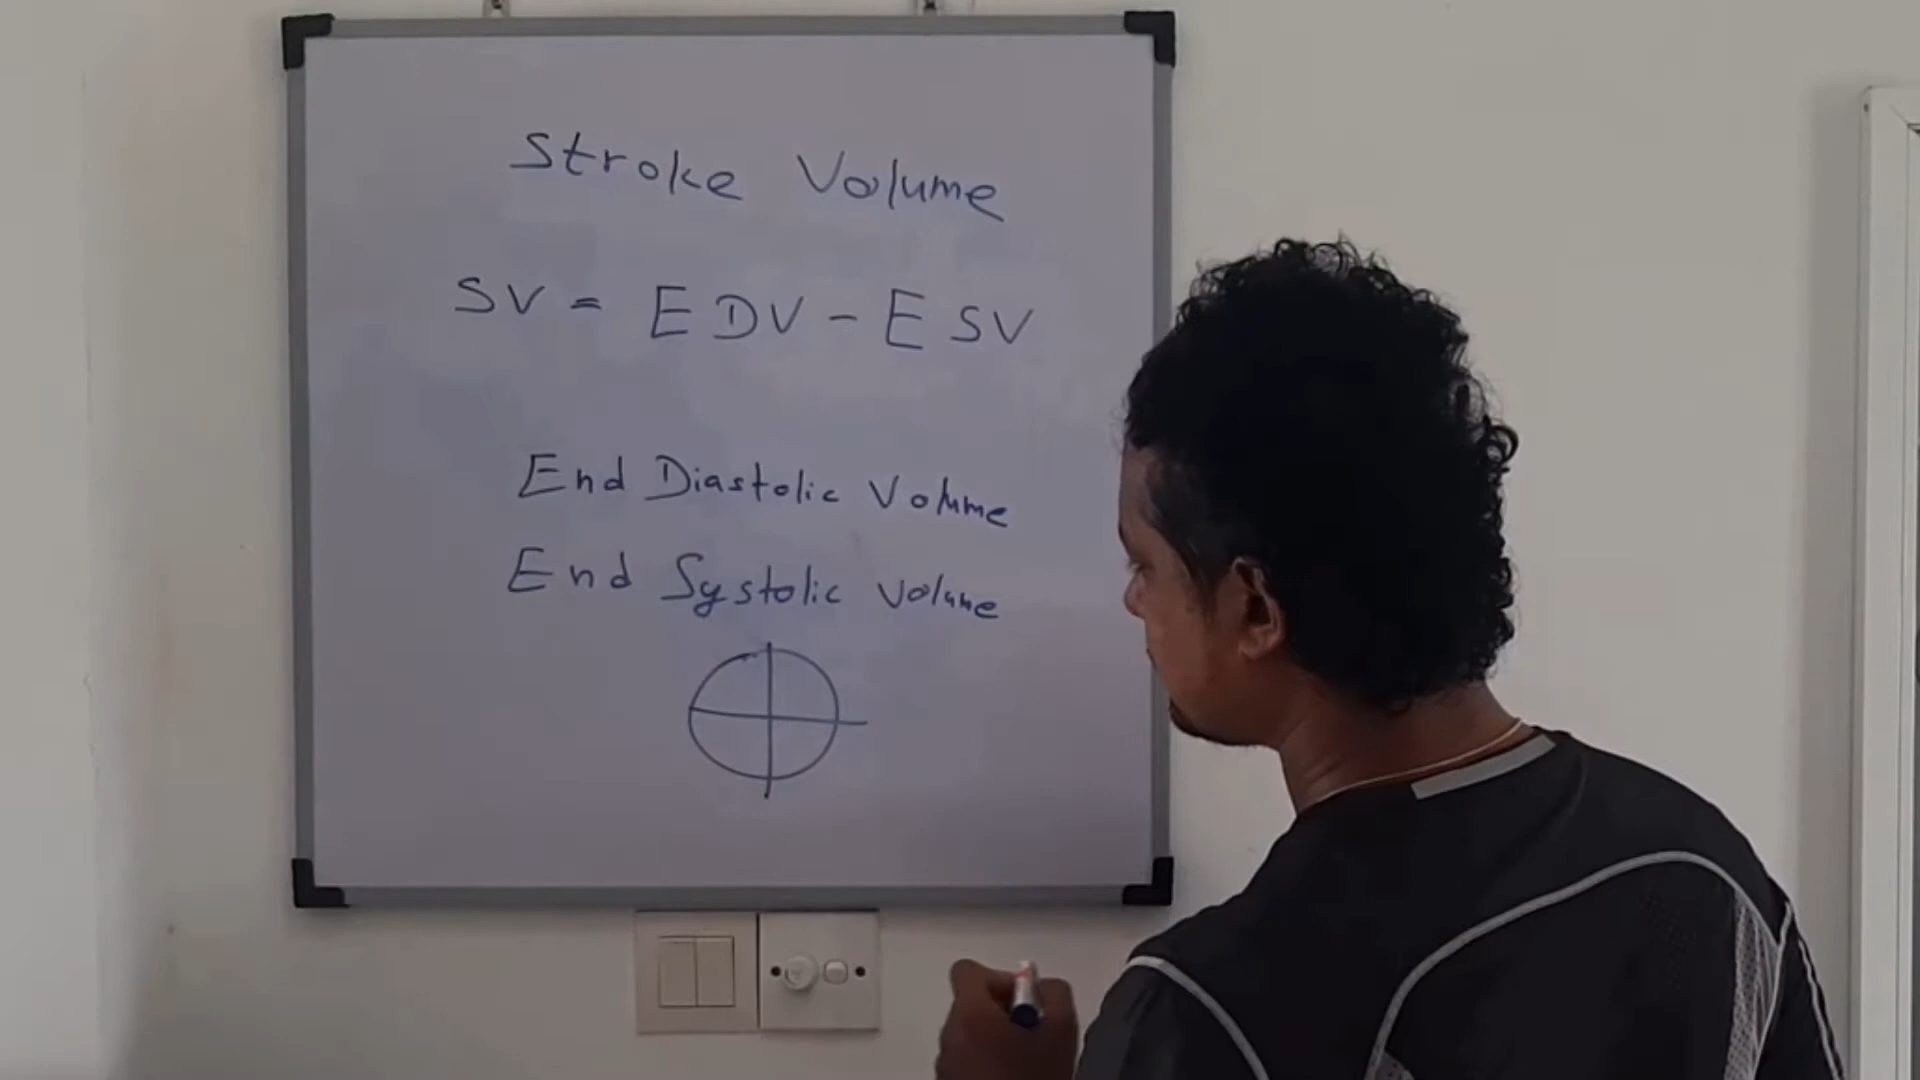 Stroke Volume
SV = EDV - ESV
End Diastolic Volume
End Systolic Volume